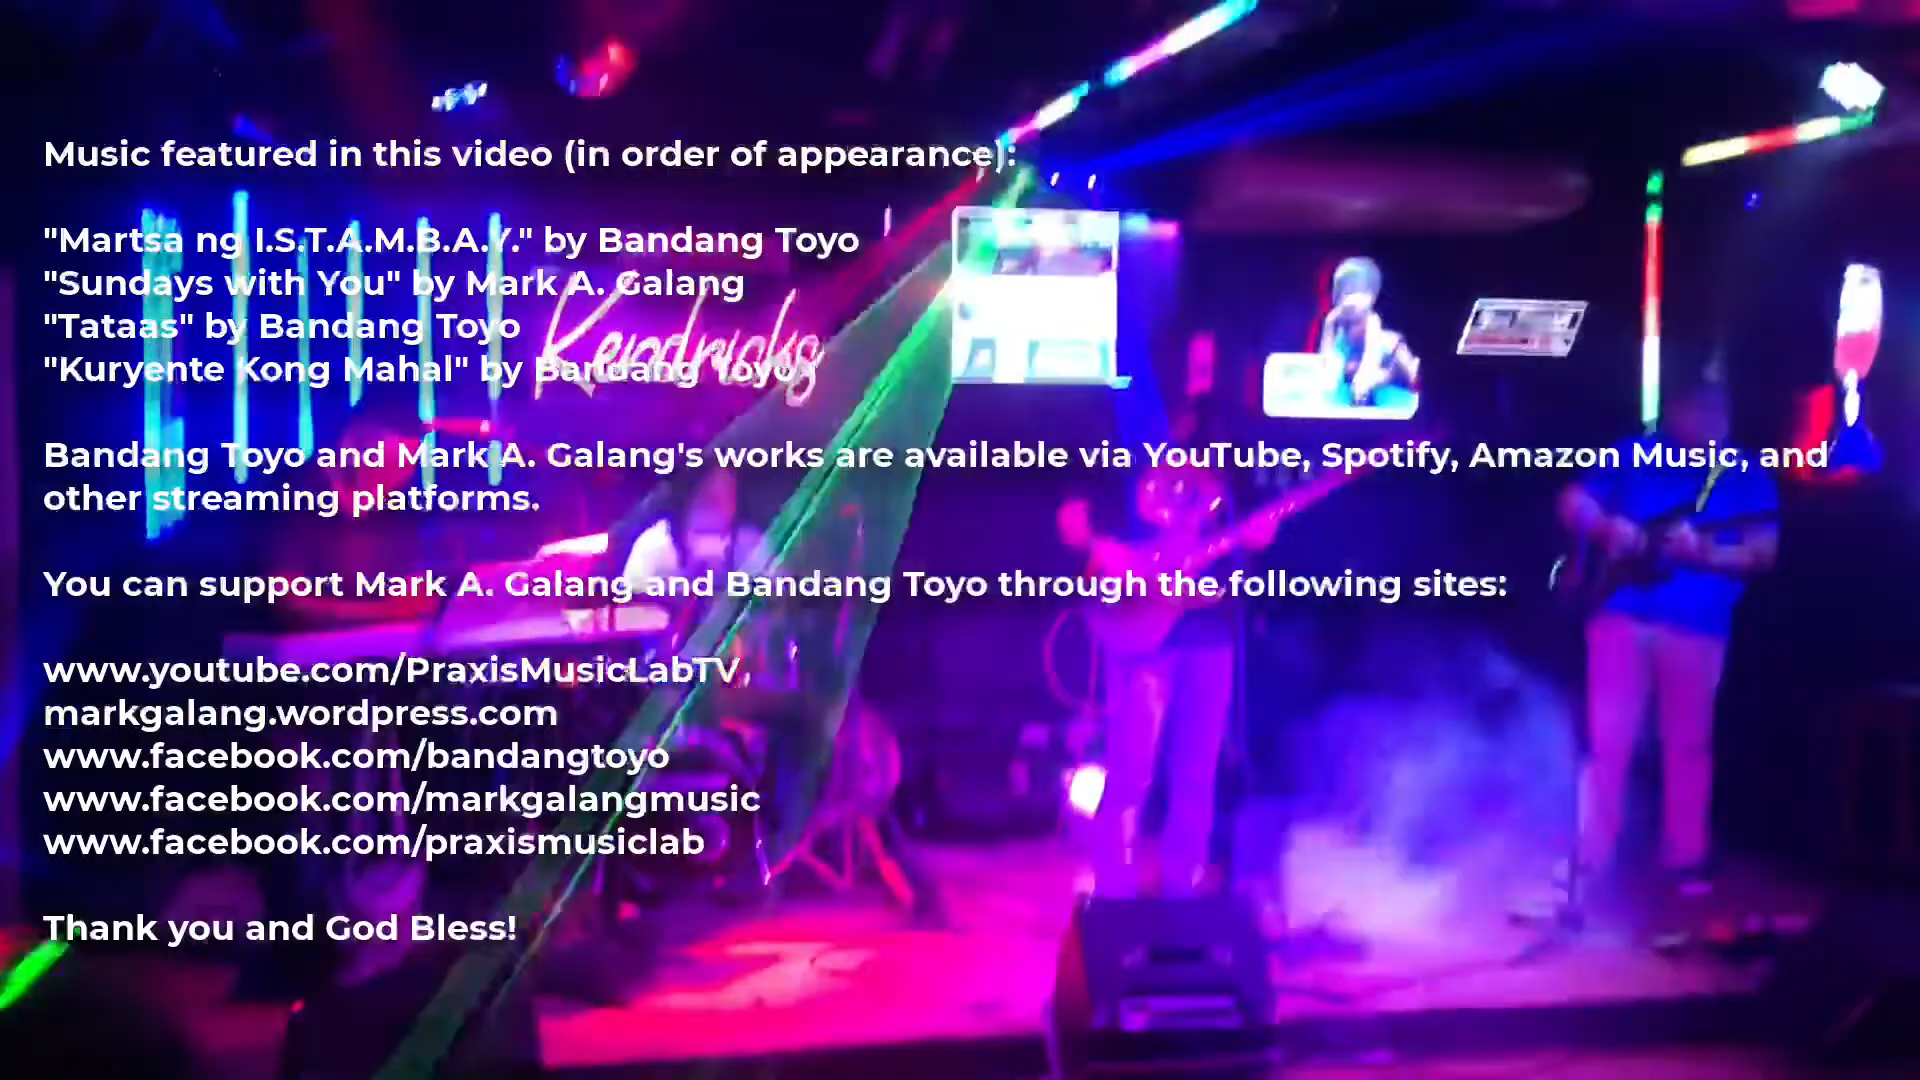 Music featured in this video (in order of appearance):
"Martsa ng I.S.T.A.M.B.A.Y." by Bandang Toyo
"Sundays with You" by Mark A. Galang
"Tataas" by Bandang Toyo
"Kuryente Kong Mahal" by Bandang Toyo
Kendricks
Bandang Toyo and Mark A. Galang's works are available via YouTube, Spotify, Amazon Music, and
other streaming platforms.
You can support Mark A. Galang and Bandang Toyo through the following sites:
www.youtube.com/PraxisMusicLabTV,
markgalang.wordpress.com
www.facebook.com/bandangtoyo
www.facebook.com/markgalangmusic
www.facebook.com/praxismusiclab
Thank you and God Bless!